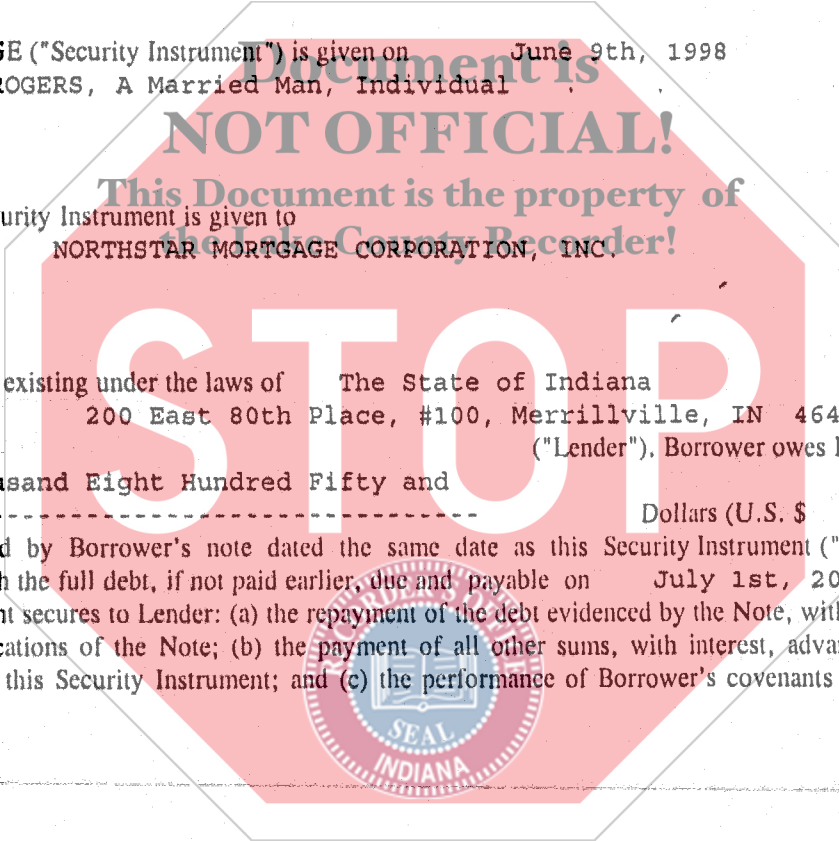 GE ("Security Instrument") is given on June 9th, 1998
Document is
ROGERS, A Married Man, Individual
NOT OFFICIAL!
This Document is the property of
urity Instrument is given to
the Lake County Recorder!
NORTHSTAR MORTGAGE CORPORATION, INC.
STOP
existing under the laws of The State of Indiana
200 East 80th Place, #100, Merrillville, IN 464
("Lender"). Borrower owes
usand Eight Hundred Fifty and
Dollars (U.S. $
d by Borrower's note dated the same date as this Security Instrument ("
h the full debt, if not paid earlier, due and payable on July 1st, 20
nt secures to Lender: (a) the repayment of the debt evidenced by the Note, with
cations of the Note; (b) the payment of all other sums, with interest, advan
this Security Instrument; and (c) the performance of Borrower's covenants
RECORDER'S OFFICE
SEAL
INDIANA